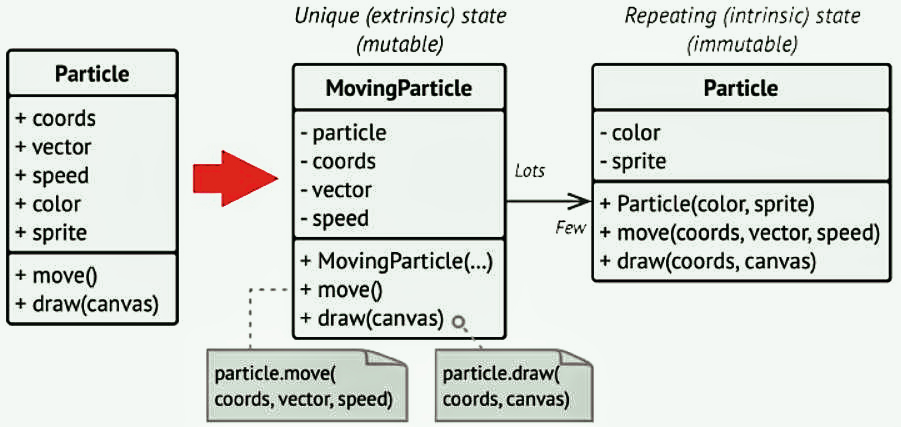 Unique (extrinsic) state
(mutable)
Repeating (intrinsic) state
(immutable)
Particle
+ coords
+ vector
+ speed
+ color
+ sprite
+ move()
+ draw(canvas)
MovingParticle
- particle
- coords
- vector
- speed
+ MovingParticle(...)
+ move()
+ draw(canvas)
particle.move(
coords, vector, speed)
particle.draw(
coords, canvas)
Lots
Few
Particle
- color
- sprite
+ Particle(color, sprite)
+ move(coords, vector, speed)
+ draw(coords, canvas)